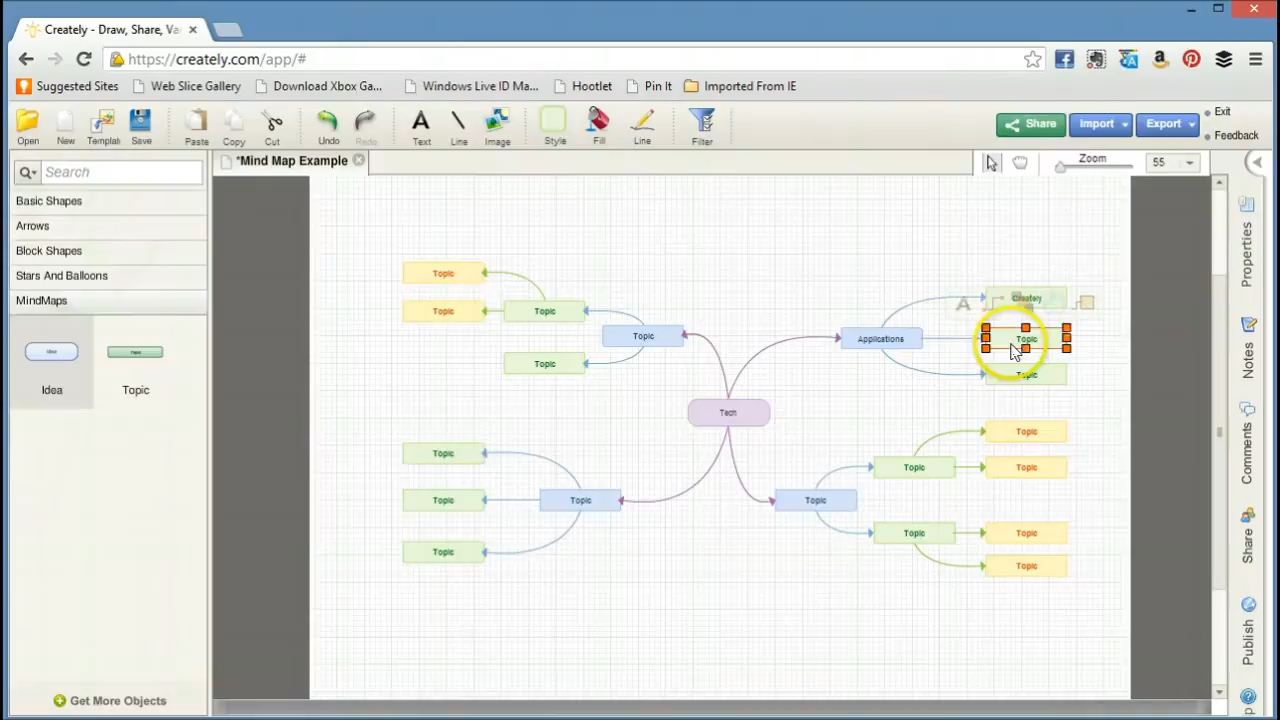 Creately - Draw, Share, Va
https://creately.com/app/#
Suggested Sites Web Slice Gallery Download Xbox Ga... Windows Live ID Ma... Hootlet Pin It Imported From IE
Open New Templat Save Paste Copy Cut Undo Redo Text Line Image Style Fill Line Filter
Share Import Export Exit
Feedback
*Mind Map Example
Zoom 55
Search
Basic Shapes
Arrows
Block Shapes
Stars And Balloons
MindMaps
Idea
Topic
Idea Topic
Get More Objects
Topic
Topic
Topic
Topic
Topic
Tech
Applications
Creately
Topic
Topic
Topic
Topic
Topic
Topic
Topic
Topic
Topic
Topic
Topic
Topic
Topic
Topic
Properties
Notes
Comments
Share
Publish